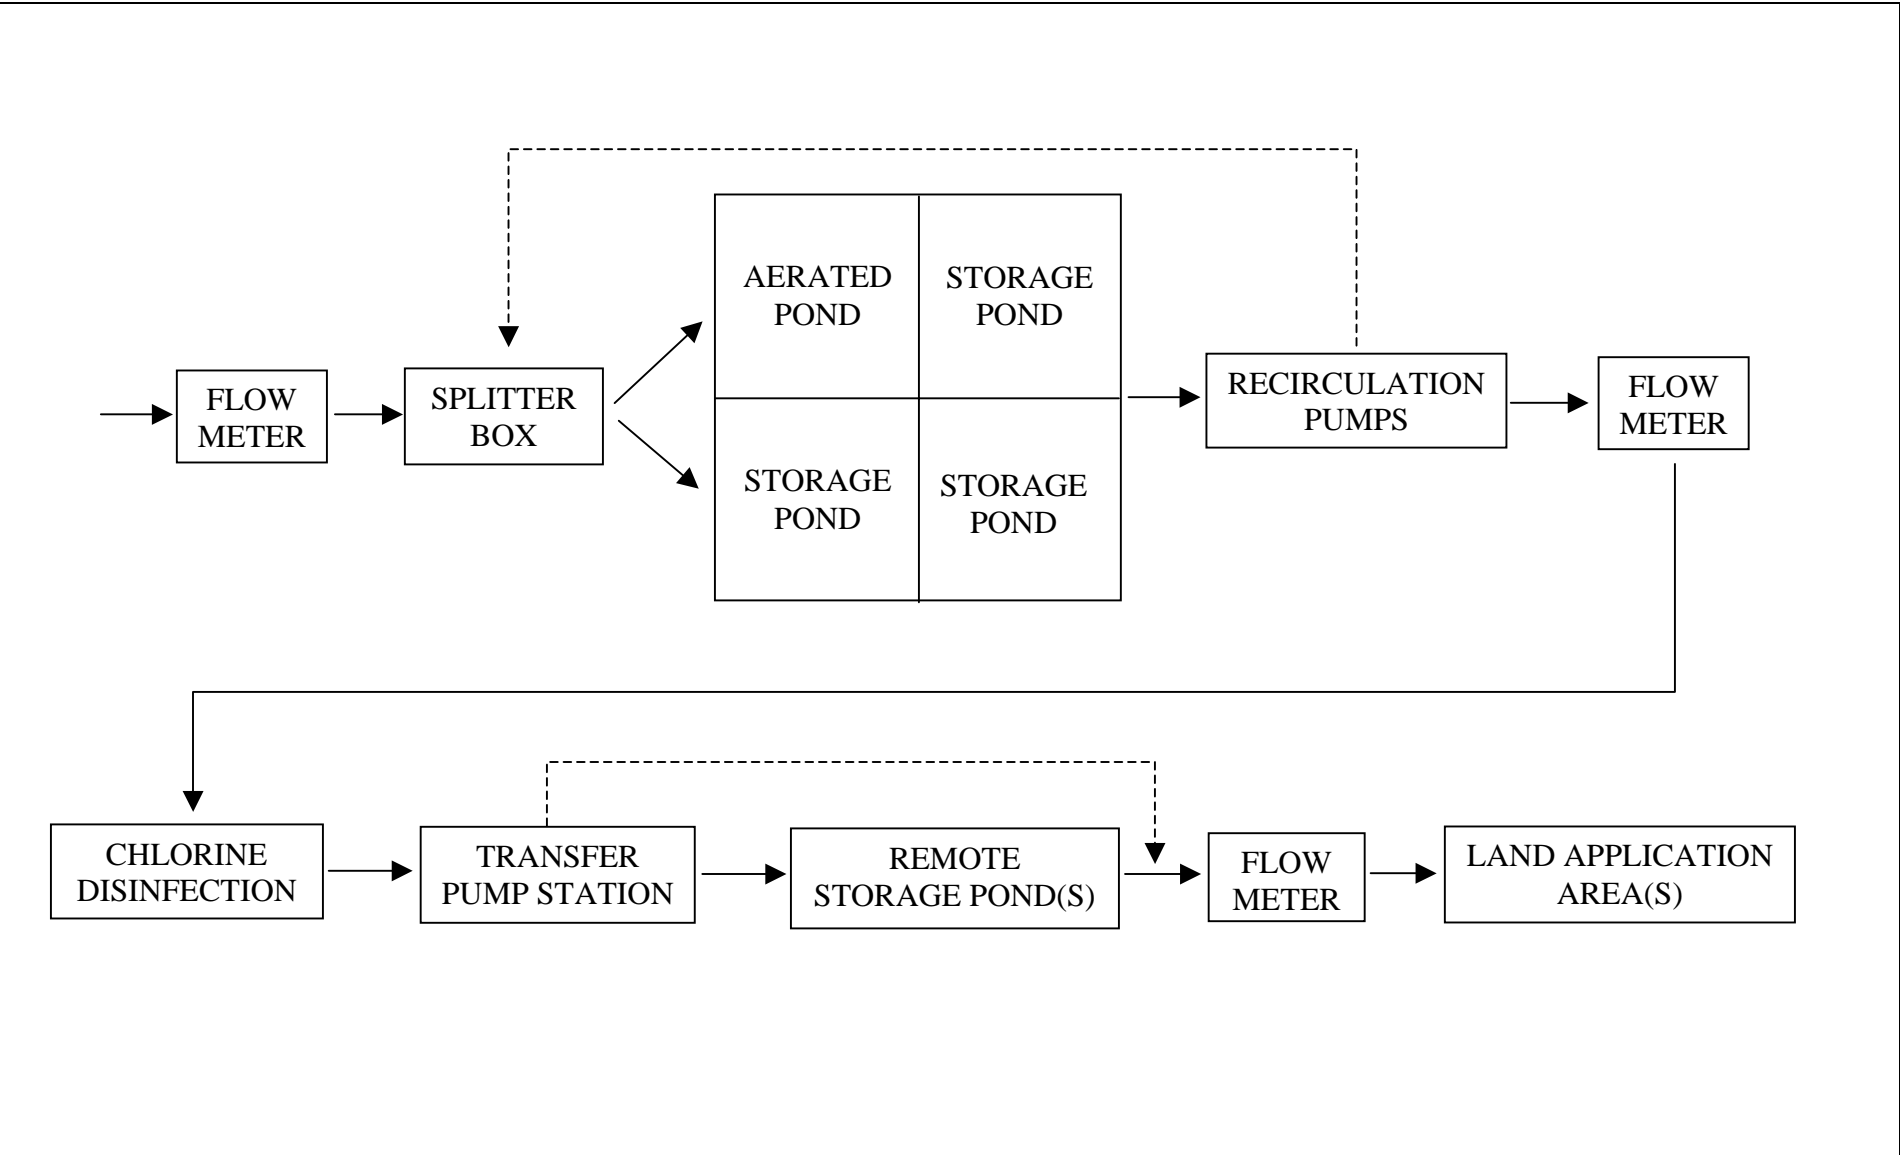 AERATED
POND
STORAGE
POND
FLOW
METER
SPLITTER
BOX
STORAGE
POND
STORAGE
POND
RECIRCULATION
PUMPS
FLOW
METER
CHLORINE
DISINFECTION
TRANSFER
PUMP STATION
REMOTE
STORAGE POND(S)
FLOW
METER
LAND APPLICATION
AREA(S)